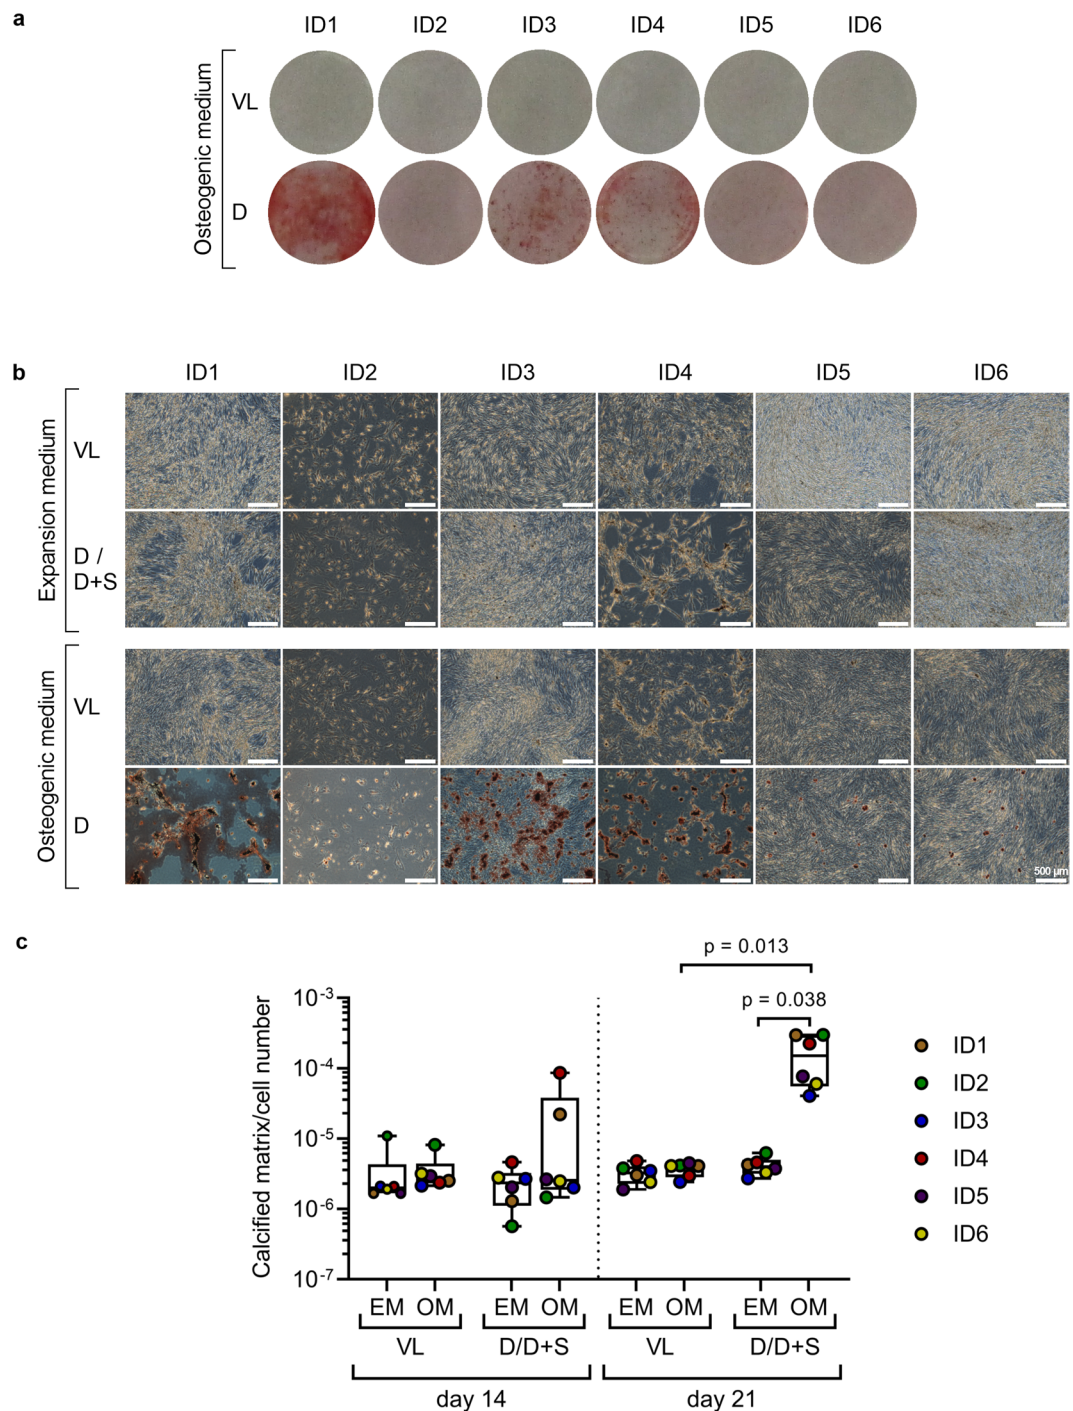 a
ID1 ID2 ID3 ID4 ID5 ID6
Osteogenic medium
VL
D
b
ID1 ID2 ID3 ID4 ID5 ID6
Expansion medium
VL
D /
D+S
Osteogenic medium
VL
D
500 µm
c
p = 0.013
p = 0.038
Calcified matrix/cell number
10-3
10-4
10-5
10-6
10-7
ID1
ID2
ID3
ID4
ID5
ID6
EM OM EM OM EM OM EM OM
VL D/D+S VL D/D+S
day 14 day 21